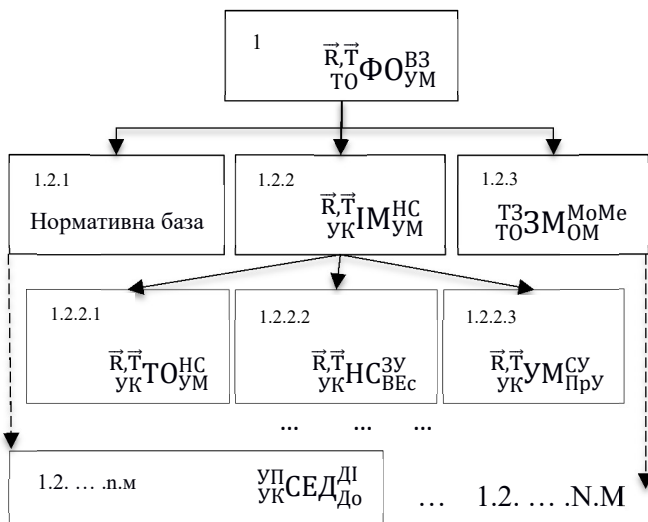 1
R⃗,T⃗ ТО ФО ВЗ УМ
1.2.1
Нормативна база
1.2.2
R⃗,T⃗ УК ІМ НС УМ
1.2.3
ТЗ ТО ЗМ МоМе ОМ
1.2.2.1
R⃗,T⃗ УК ТО НС УМ
1.2.2.2
R⃗,T⃗ УК НС ЗУ ВЕс
1.2.2.3
R⃗,T⃗ УК УМ СУ ПрУ
... ... ...
1.2. ... .n.м
УП УК СЕД ДІ До
... 1.2. ... .N.M